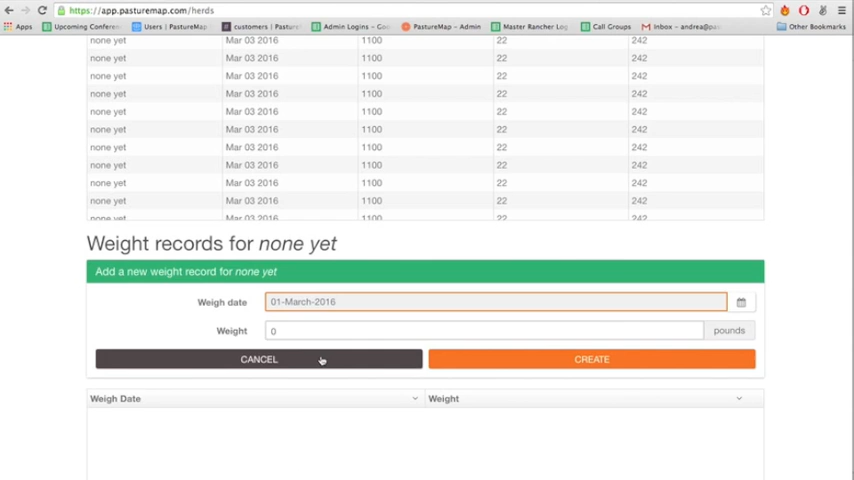 https://app.pasturemap.com/herds
Apps Upcoming Conferen Users | PastureMap customers | Pasture Admin Logins – Goo PastureMap – Admin Master Rancher Log Call Groups Inbox – andrea@pas Other Bookmarks
none yet Mar 03 2016 1100 22 242
none yet Mar 03 2016 1100 22 242
none yet Mar 03 2016 1100 22 242
none yet Mar 03 2016 1100 22 242
none yet Mar 03 2016 1100 22 242
none yet Mar 03 2016 1100 22 242
none yet Mar 03 2016 1100 22 242
none yet Mar 03 2016 1100 22 242
none yet Mar 03 2016 1100 22 242
none yet Mar 03 2016 1100 22 242
none yet Mar 03 2016 1100 22 242
Weight records for none yet
Add a new weight record for none yet
Weigh date 01-March-2016
Weight 0 pounds
CANCEL CREATE
Weigh Date Weight